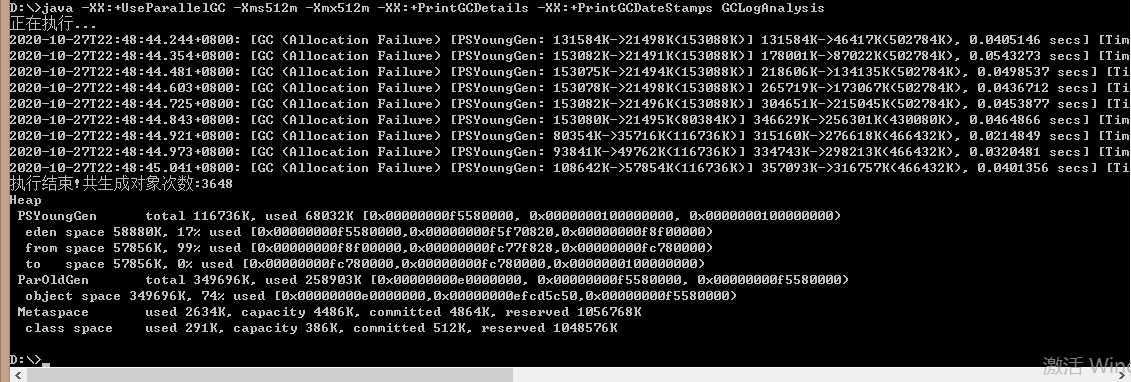 D:\>java -XX:+UseParallelGC -Xms512m -Xmx512m -XX:+PrintGCDetails -XX:+PrintGCDateStamps GCLogAnalysis
正在执行...
2020-10-27T22:48:44.244+0800: [GC (Allocation Failure) [PSYoungGen: 131584K->21498K(153088K)] 131584K->46417K(502784K), 0.0405146 secs] [Tim
2020-10-27T22:48:44.354+0800: [GC (Allocation Failure) [PSYoungGen: 153082K->21491K(153088K)] 178001K->87022K(502784K), 0.0543273 secs] [Tim
2020-10-27T22:48:44.481+0800: [GC (Allocation Failure) [PSYoungGen: 153075K->21494K(153088K)] 218606K->134135K(502784K), 0.0498537 secs] [Ti
2020-10-27T22:48:44.603+0800: [GC (Allocation Failure) [PSYoungGen: 153078K->21498K(153088K)] 265719K->173067K(502784K), 0.0436712 secs] [Ti
2020-10-27T22:48:44.725+0800: [GC (Allocation Failure) [PSYoungGen: 153082K->21496K(153088K)] 304651K->215045K(502784K), 0.0453877 secs] [Ti
2020-10-27T22:48:44.843+0800: [GC (Allocation Failure) [PSYoungGen: 153080K->21495K(80384K)] 346629K->256301K(430080K), 0.0464866 secs] [Tim
2020-10-27T22:48:44.921+0800: [GC (Allocation Failure) [PSYoungGen: 80354K->35716K(116736K)] 315160K->276618K(466432K), 0.0214849 secs] [Tim
2020-10-27T22:48:44.973+0800: [GC (Allocation Failure) [PSYoungGen: 93841K->49762K(116736K)] 334743K->298213K(466432K), 0.0320481 secs] [Tim
2020-10-27T22:48:45.041+0800: [GC (Allocation Failure) [PSYoungGen: 108642K->57854K(116736K)] 357093K->316757K(466432K), 0.0401356 secs] [Ti
执行结束!共生成对象次数:3648
Heap
PSYoungGen total 116736K, used 68032K [0x00000000f5580000, 0x0000000100000000, 0x0000000100000000)
eden space 58880K, 17% used [0x00000000f5580000,0x00000000f5f70820,0x00000000f8f00000)
from space 57856K, 99% used [0x00000000f8f00000,0x00000000fc77f828,0x00000000fc780000)
to space 57856K, 0% used [0x00000000fc780000,0x00000000fc780000,0x0000000100000000)
ParOldGen total 349696K, used 258903K [0x00000000e0000000, 0x00000000f5580000, 0x00000000f5580000)
object space 349696K, 74% used [0x00000000e0000000,0x00000000efcd5c50,0x00000000f5580000)
Metaspace used 2634K, capacity 4486K, committed 4864K, reserved 1056768K
class space used 291K, capacity 386K, committed 512K, reserved 1048576K
D:\>_
激活 Win